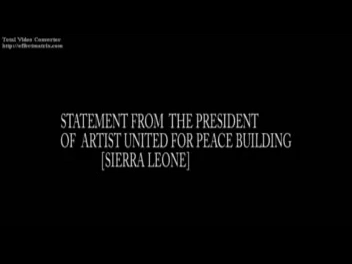 Total Video Converter
http://effectmatrix.com
STATEMENT FROM THE PRESIDENT
OF ARTIST UNITED FOR PEACE BUILDING
[SIERRA LEONE]